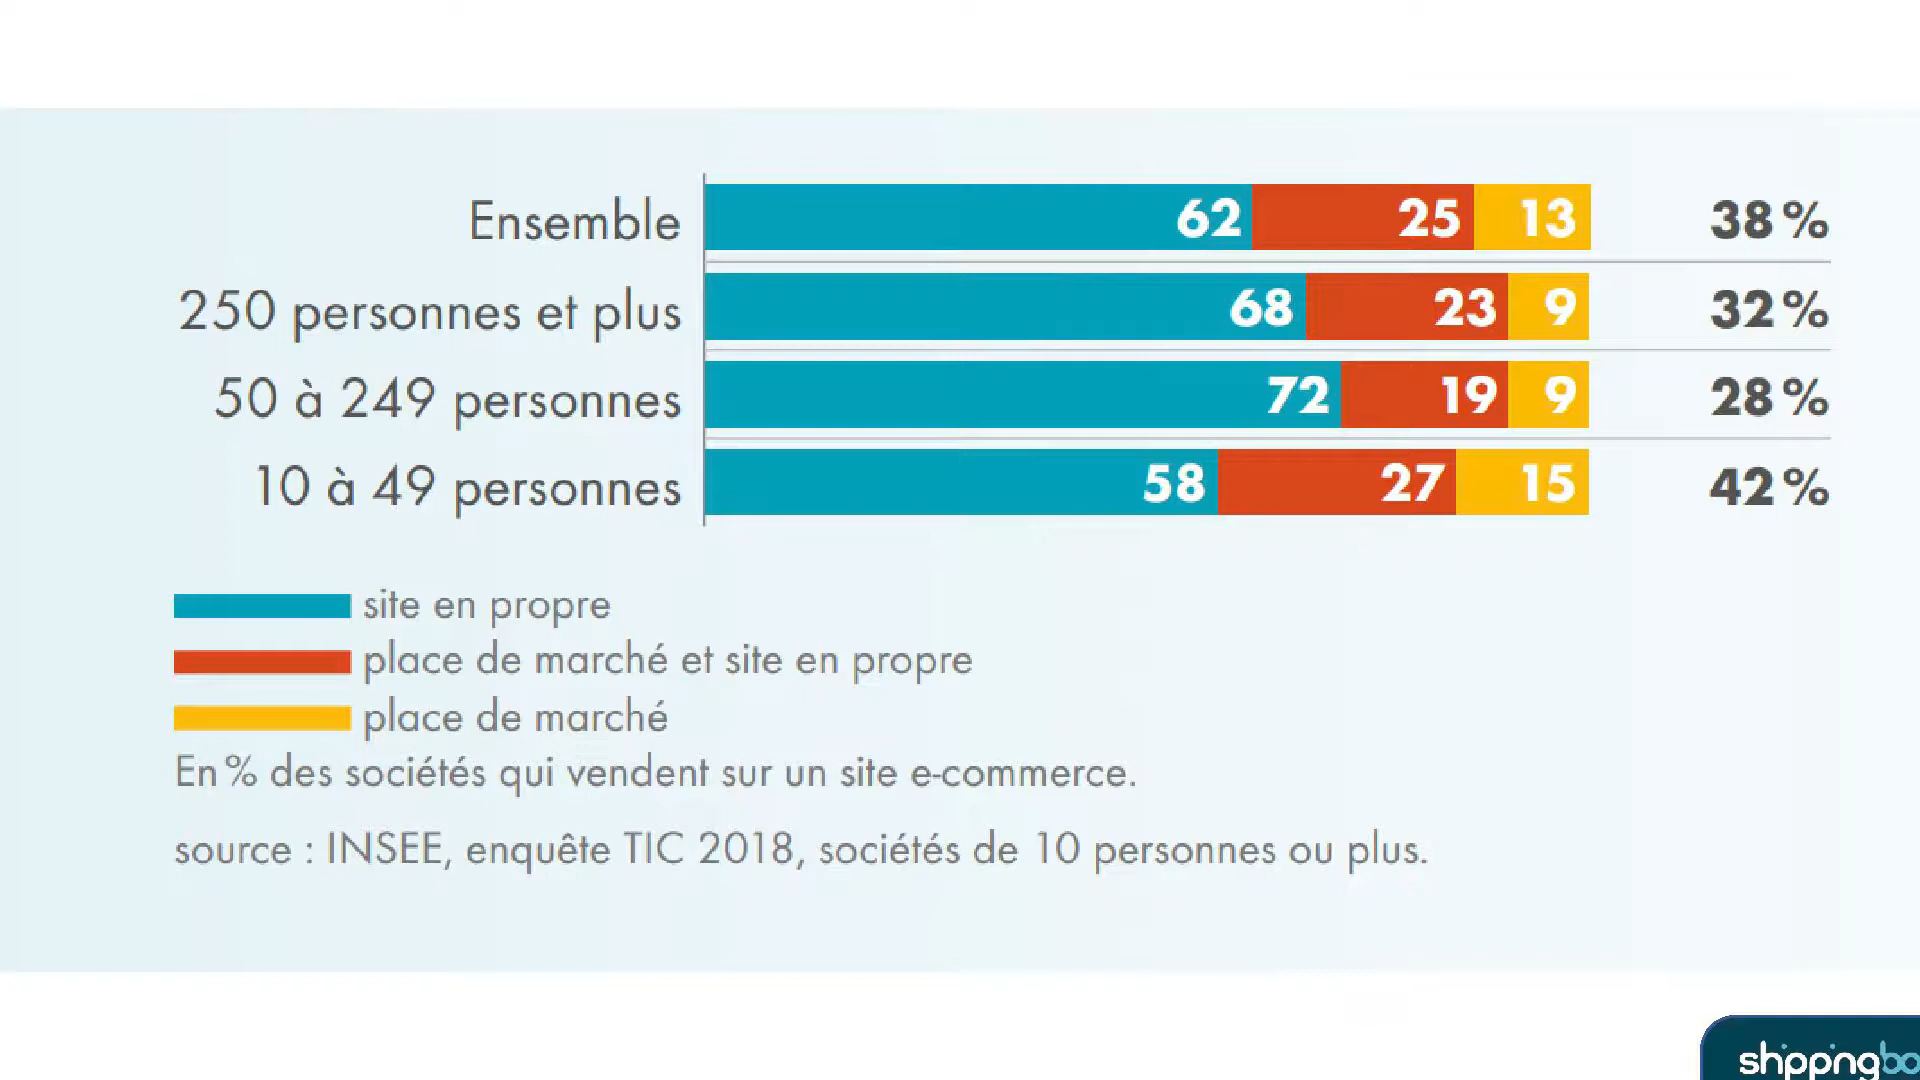 Ensemble 62 25 13 38 %
250 personnes et plus 68 23 9 32 %
50 à 249 personnes 72 19 9 28 %
10 à 49 personnes 58 27 15 42 %
site en propre
place de marché et site en propre
place de marché
En % des sociétés qui vendent sur un site e-commerce.
source : INSEE, enquête TIC 2018, sociétés de 10 personnes ou plus.